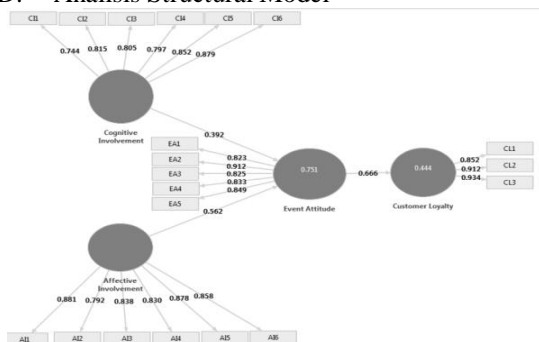 D. Analisis Structural Model
CI1 CI2 CI3 CI4 CI5 CI6
0.744 0.815 0.805 0.797 0.852 0.879
Cognitive
Involvement
0.392
EA1
EA2
EA3
EA4
EA5
0.823
0.912
0.825
0.833
0.849
0.751
Event Attitude
0.666
0.444
Customer Loyalty
0.852
0.912
0.934
CL1
CL2
CL3
0.562
Affective
Involvement
0.881 0.792 0.838 0.830 0.878 0.858
AI1 AI2 AI3 AI4 AI5 AI6